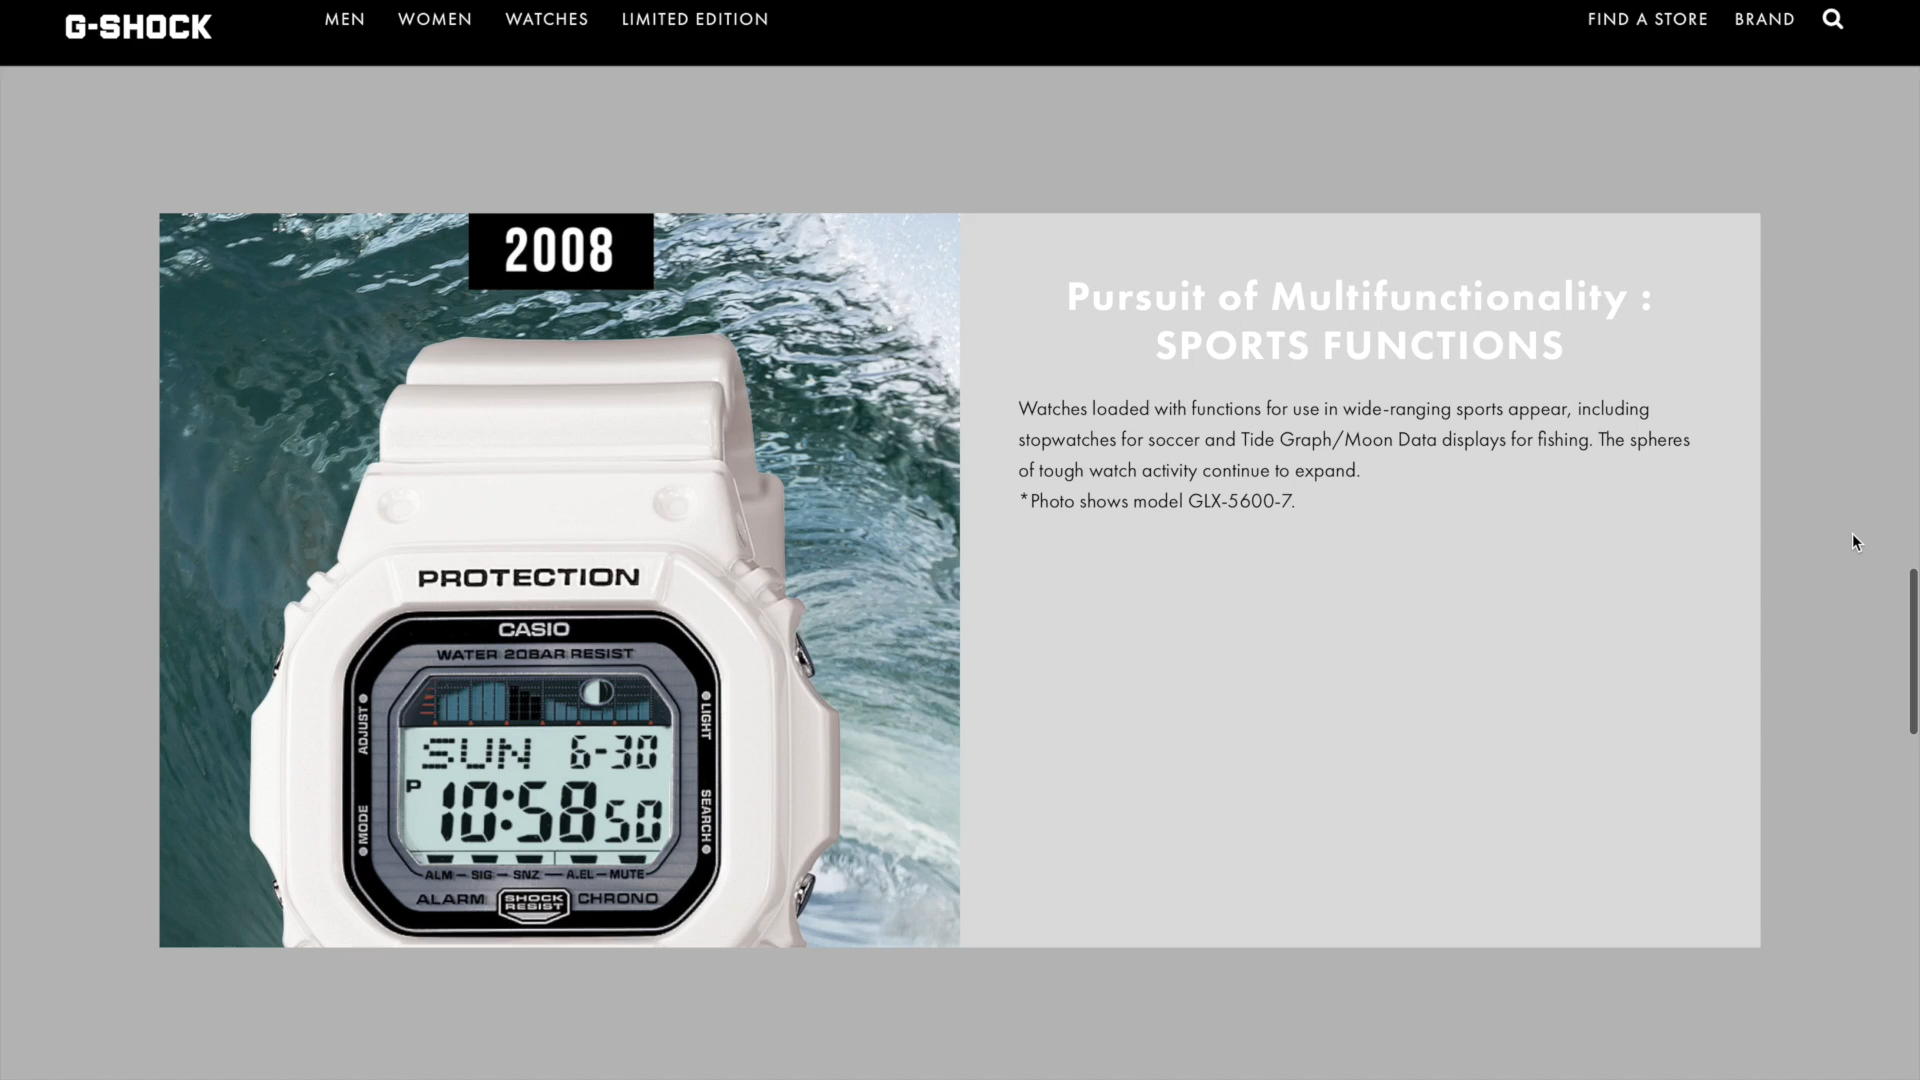 G-SHOCK
MEN WOMEN WATCHES LIMITED EDITION
FIND A STORE BRAND
2008
Pursuit of Multifunctionality :
SPORTS FUNCTIONS
Watches loaded with functions for use in wide-ranging sports appear, including
stopwatches for soccer and Tide Graph/Moon Data displays for fishing. The spheres
of tough watch activity continue to expand.
*Photo shows model GLX-5600-7.
PROTECTION
CASIO
WATER 20BAR RESIST
ADJUST
LIGHT
SUN 6-30
P
10:58 50
MODE
SEARCH
ALM – SIG – SNZ – A.EL – MUTE
ALARM SHOCK RESIST CHRONO